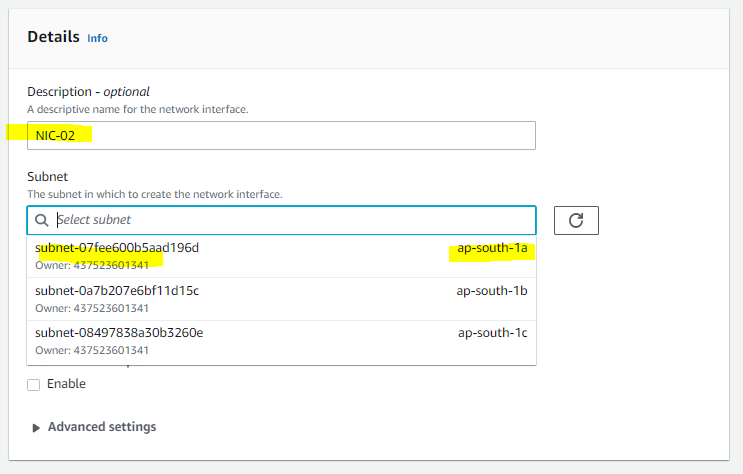 Details Info
Description - optional
A descriptive name for the network interface.
NIC-02
Subnet
The subnet in which to create the network interface.
Select subnet
subnet-07fee600b5aad196d ap-south-1a
Owner: 437523601341
subnet-0a7b207e6bf11d15c ap-south-1b
Owner: 437523601341
subnet-08497838a30b3260e ap-south-1c
Owner: 437523601341
Enable
Advanced settings